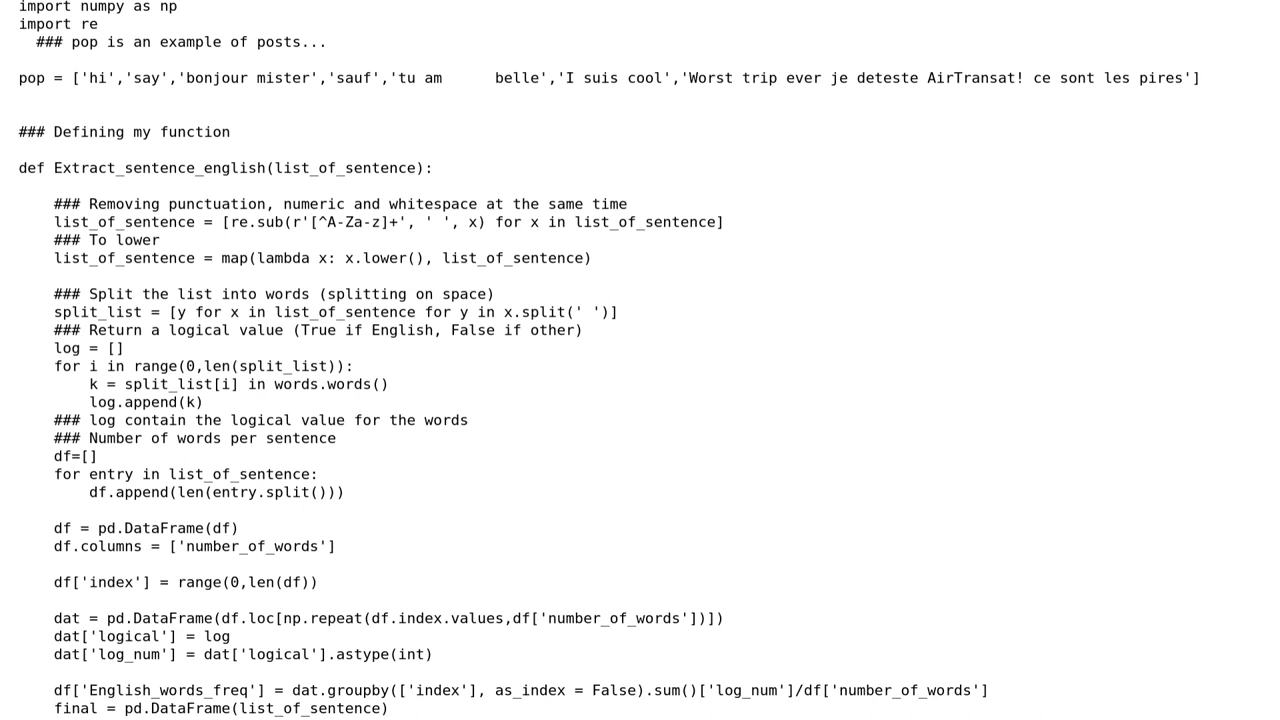 import numpy as np
import re
  ### pop is an example of posts...

pop = ['hi','say','bonjour mister','sauf','tu am      belle','I suis cool','Worst trip ever je deteste AirTransat! ce sont les pires']


### Defining my function

def Extract_sentence_english(list_of_sentence):

    ### Removing punctuation, numeric and whitespace at the same time
    list_of_sentence = [re.sub(r'[^A-Za-z]+', ' ', x) for x in list_of_sentence]
    ### To lower
    list_of_sentence = map(lambda x: x.lower(), list_of_sentence)

    ### Split the list into words (splitting on space)
    split_list = [y for x in list_of_sentence for y in x.split(' ')]
    ### Return a logical value (True if English, False if other)
    log = []
    for i in range(0,len(split_list)):
        k = split_list[i] in words.words()
        log.append(k)
    ### log contain the logical value for the words
    ### Number of words per sentence
    df=[]
    for entry in list_of_sentence:
        df.append(len(entry.split()))

    df = pd.DataFrame(df)
    df.columns = ['number_of_words']

    df['index'] = range(0,len(df))

    dat = pd.DataFrame(df.loc[np.repeat(df.index.values,df['number_of_words'])])
    dat['logical'] = log
    dat['log_num'] = dat['logical'].astype(int)

    df['English_words_freq'] = dat.groupby(['index'], as_index = False).sum()['log_num']/df['number_of_words']
    final = pd.DataFrame(list_of_sentence)